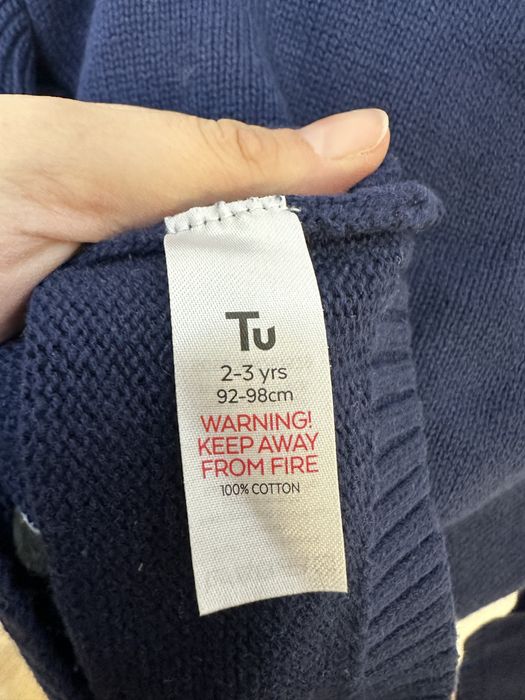 Tu
2-3 yrs
92-98cm
WARNING!
KEEP AWAY
FROM FIRE
100% COTTON